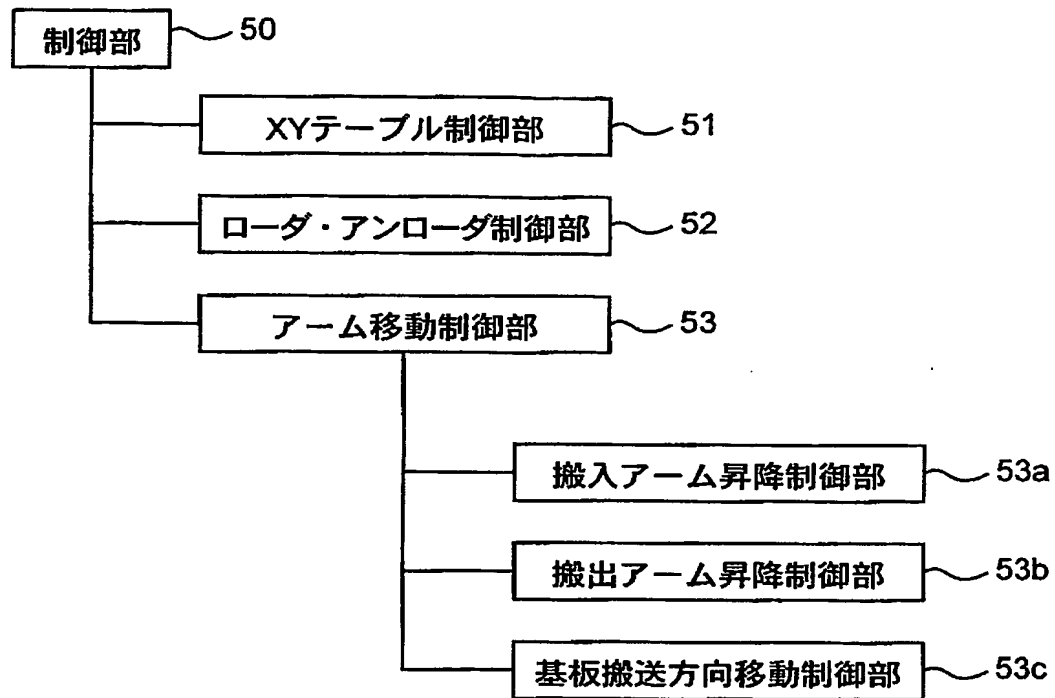 制御部 50
XYテーブル制御部 51
ローダ・アンローダ制御部 52
アーム移動制御部 53
搬入アーム昇降制御部 53a
搬出アーム昇降制御部 53b
基板搬送方向移動制御部 53c